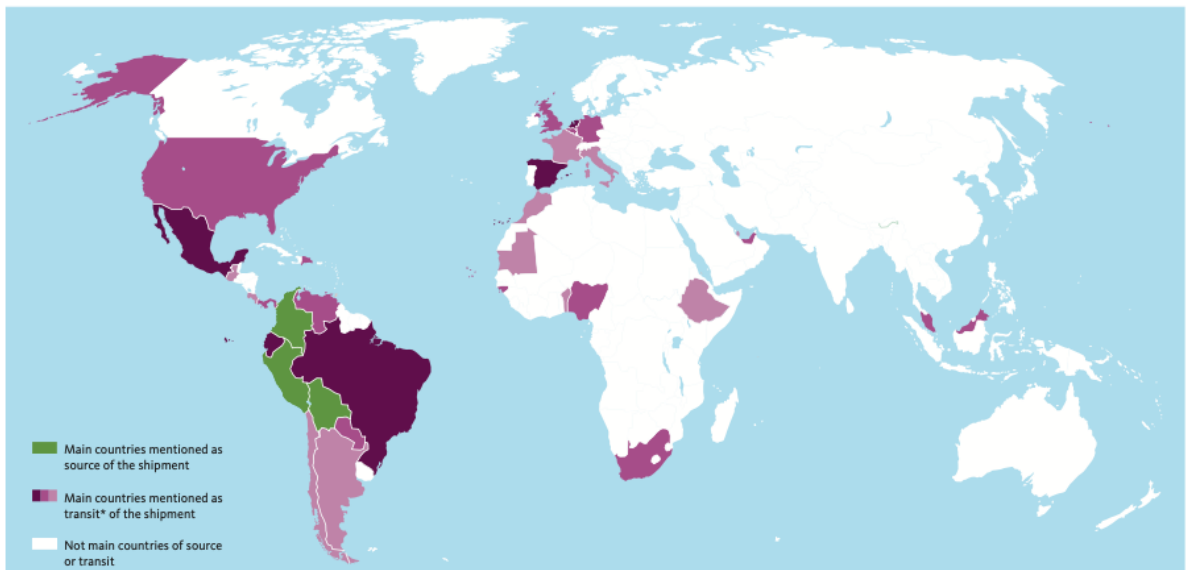 Main countries mentioned as
source of the shipment
Main countries mentioned as
transit* of the shipment
Not main countries of source
or transit